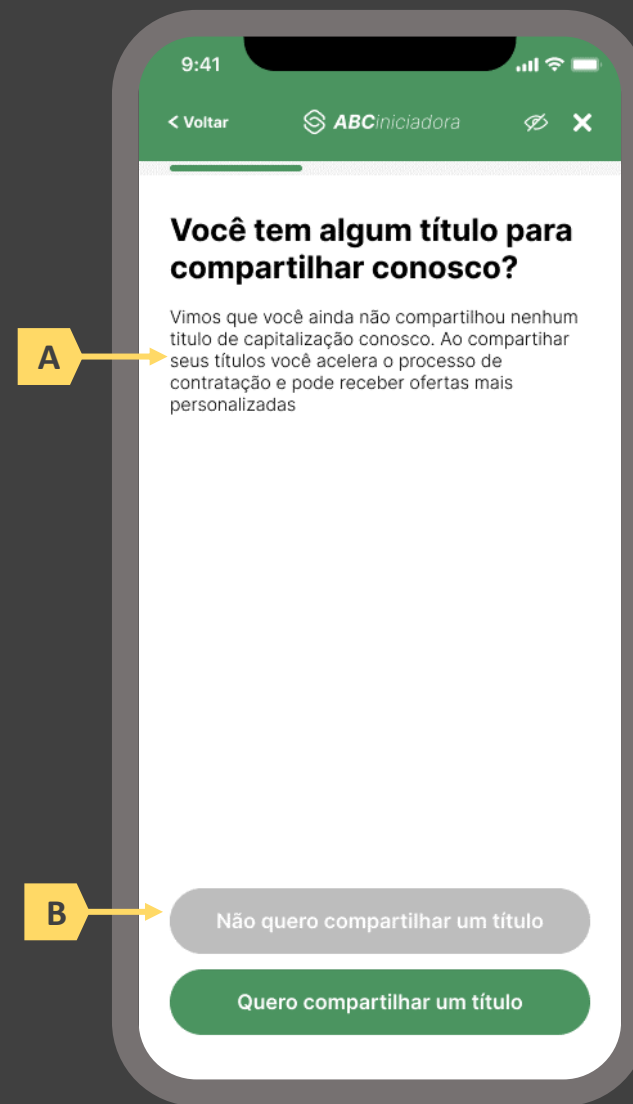 9:41
< Voltar
ABCiniciadora
Você tem algum título para
compartilhar conosco?
Vimos que você ainda não compartilhou nenhum
titulo de capitalização conosco. Ao compartihar
seus títulos você acelera o processo de
contratação e pode receber ofertas mais
personalizadas
A
B
Não quero compartilhar um título
Quero compartilhar um título